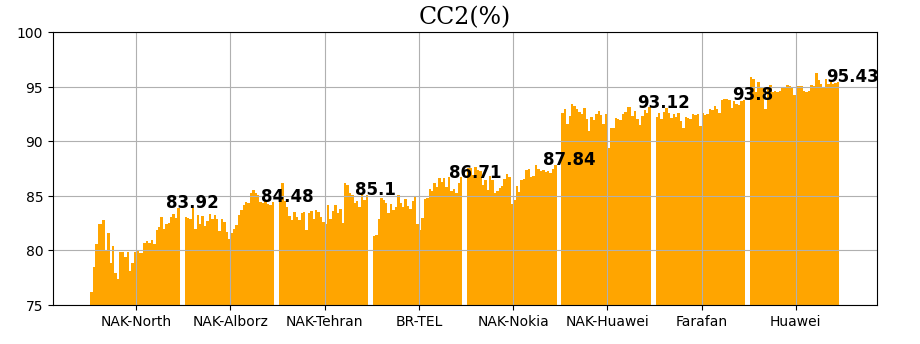 CC2(%)
100
95
90
85
80
75
83.92
84.48
85.1
86.71
87.84
93.12
93.8
95.43
NAK-North
NAK-Alborz
NAK-Tehran
BR-TEL
NAK-Nokia
NAK-Huawei
Farafan
Huawei